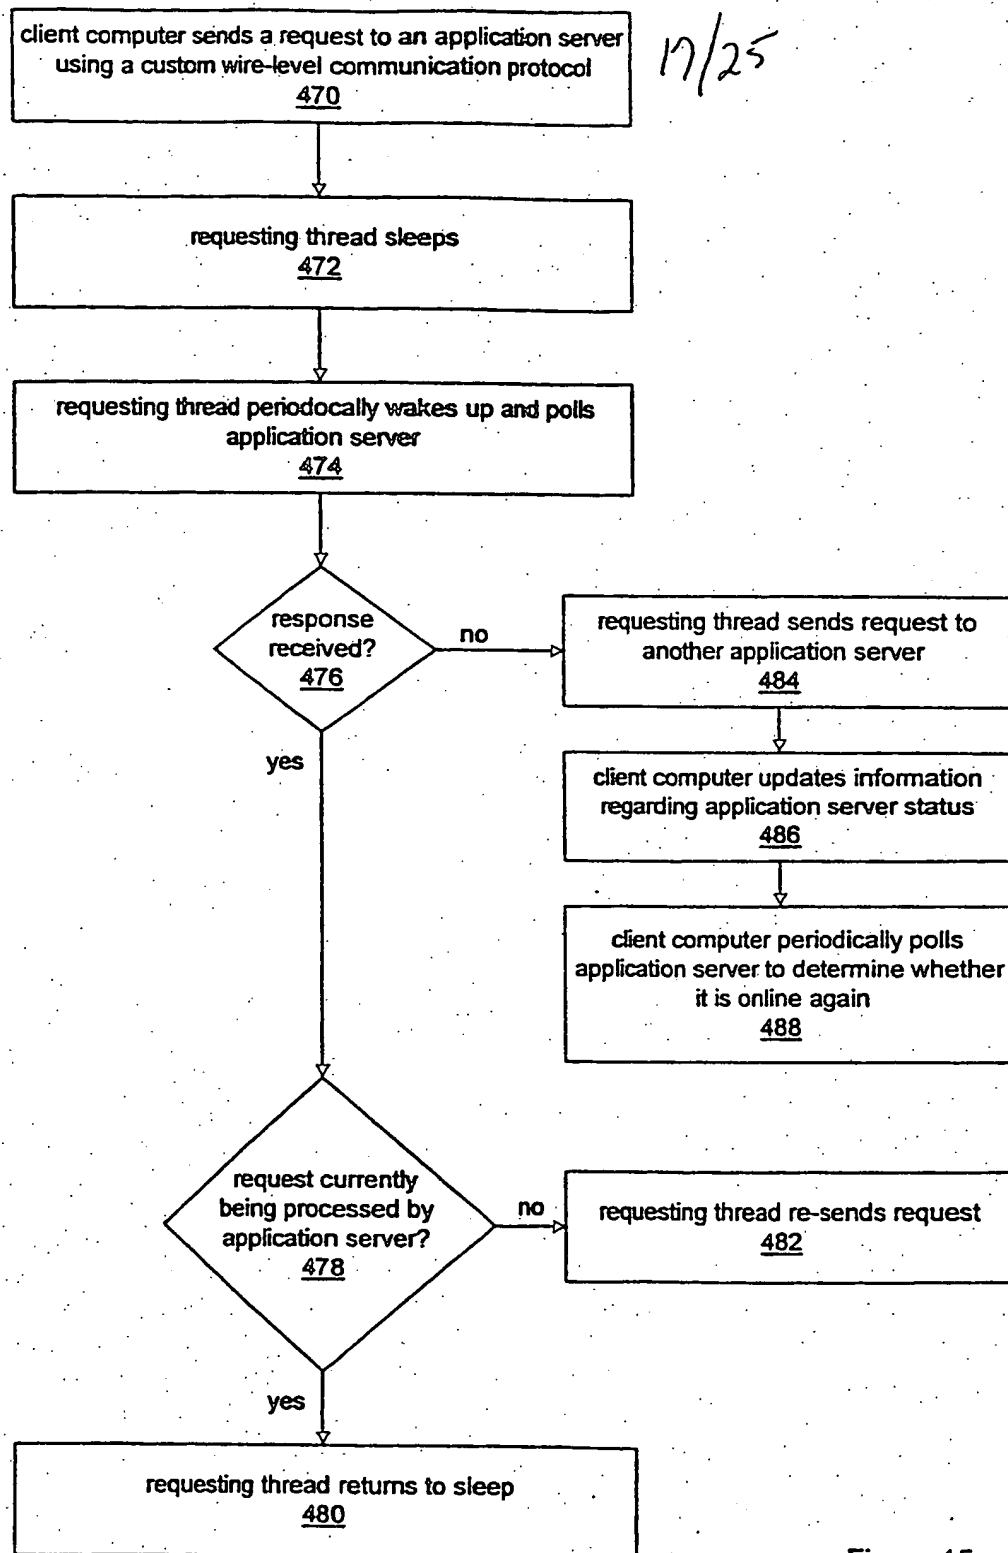 client computer sends a request to an application server
using a custom wire-level communication protocol
470
17/25
requesting thread sleeps
472
requesting thread periodocally wakes up and polls
application server
474
response
received?
476
no
requesting thread sends request to
another application server
484
yes
client computer updates information
regarding application server status
486
client computer periodically polls
application server to determine whether
it is online again
488
request currently
being processed by
application server?
478
no
requesting thread re-sends request
482
yes
requesting thread returns to sleep
480